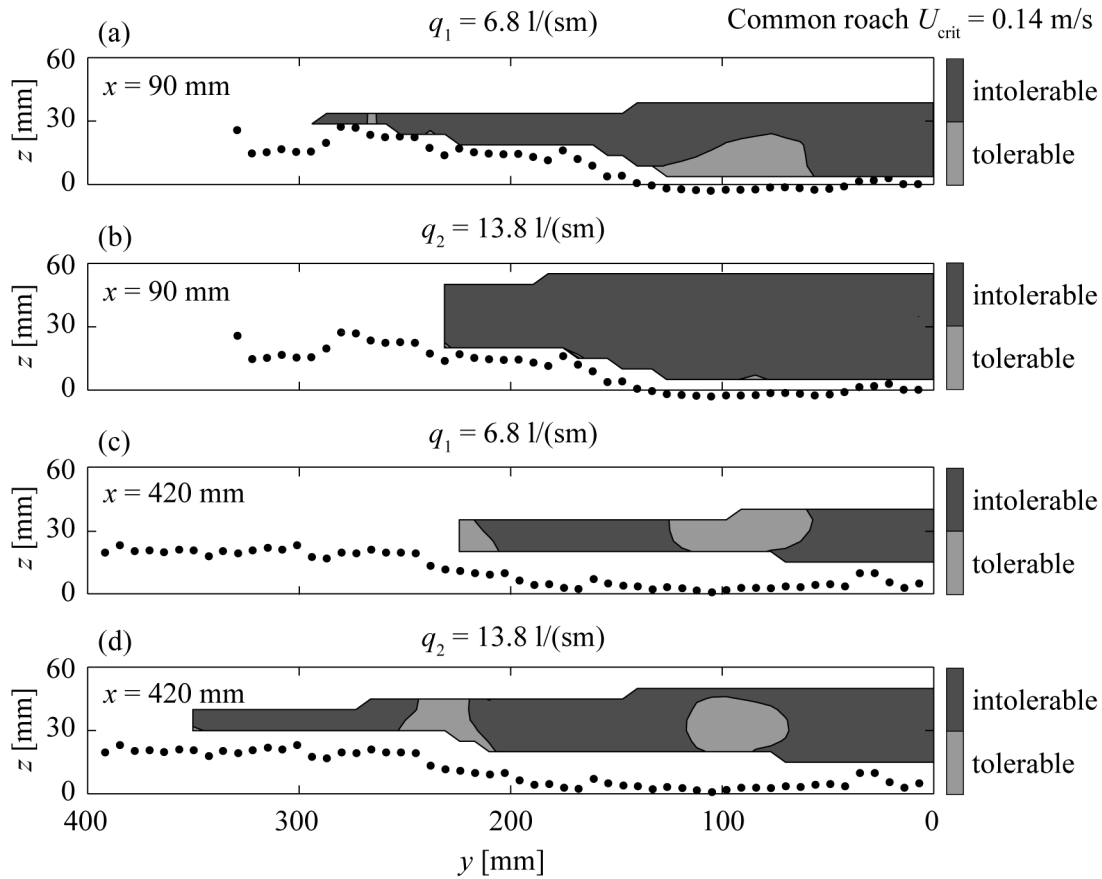 (a) q₁ = 6.8 l/(sm) Common roach U_crit = 0.14 m/s
60
x = 90 mm
intolerable
30
z [mm]
tolerable
0
(b) q₂ = 13.8 l/(sm)
60
x = 90 mm
intolerable
30
z [mm]
tolerable
0
(c) q₁ = 6.8 l/(sm)
60
x = 420 mm
intolerable
30
z [mm]
tolerable
0
(d) q₂ = 13.8 l/(sm)
60
x = 420 mm
intolerable
30
z [mm]
tolerable
0
400 300 200 100 0
y [mm]